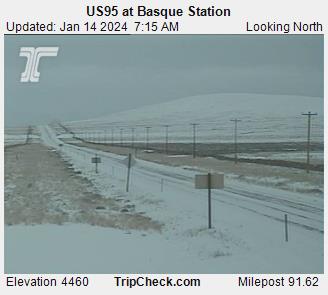 US95 at Basque Station
Updated: Jan 14 2024 7:15 AM Looking North
Elevation 4460 TripCheck.com Milepost 91.62